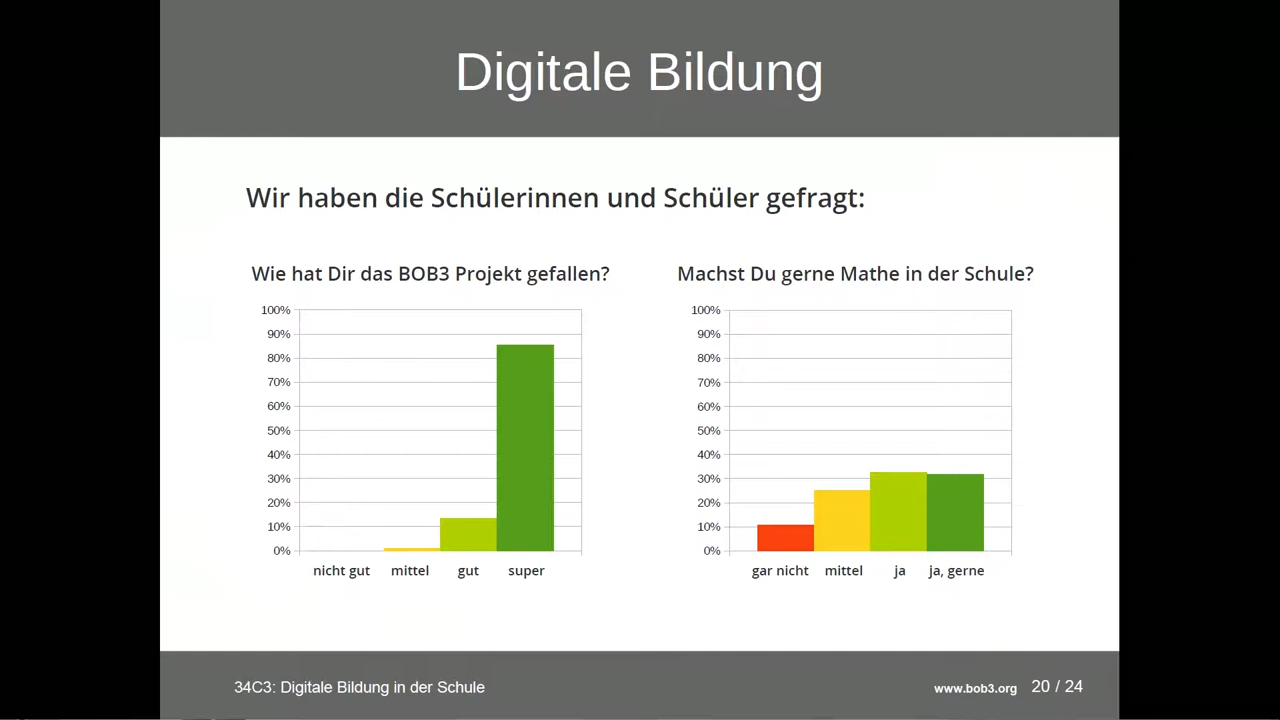 Digitale Bildung
Wir haben die Schülerinnen und Schüler gefragt:
Wie hat Dir das BOB3 Projekt gefallen?
100%
90%
80%
70%
60%
50%
40%
30%
20%
10%
0%
nicht gut mittel gut super
Machst Du gerne Mathe in der Schule?
100%
90%
80%
70%
60%
50%
40%
30%
20%
10%
0%
gar nicht mittel ja ja, gerne
34C3: Digitale Bildung in der Schule
www.bob3.org 20 / 24